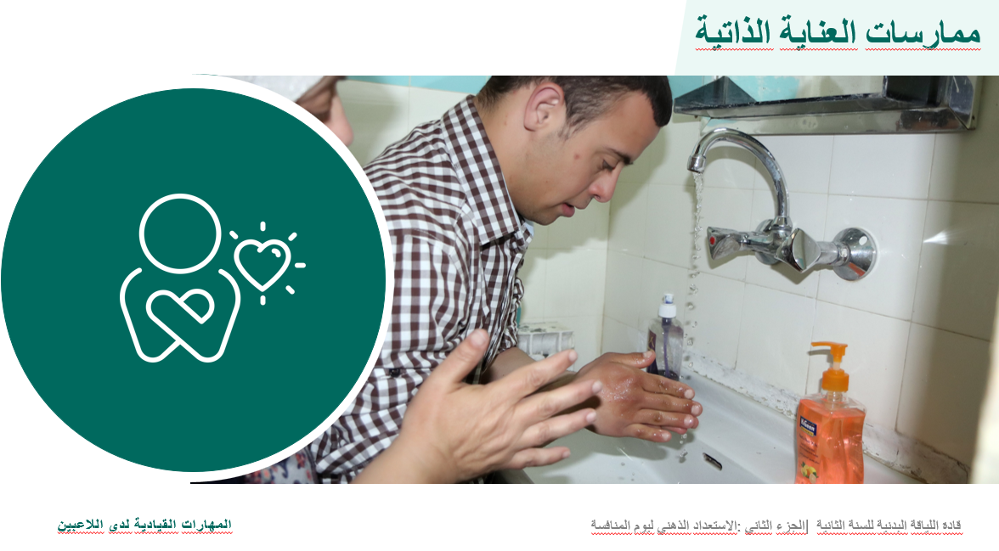 ممارسات العناية الذاتية
قادة اللياقة البدنية للسنة الثانية |الجزء الثاني :الاستعداد الذهني ليوم المنافسة
المهارات القيادية لدى اللاعبين